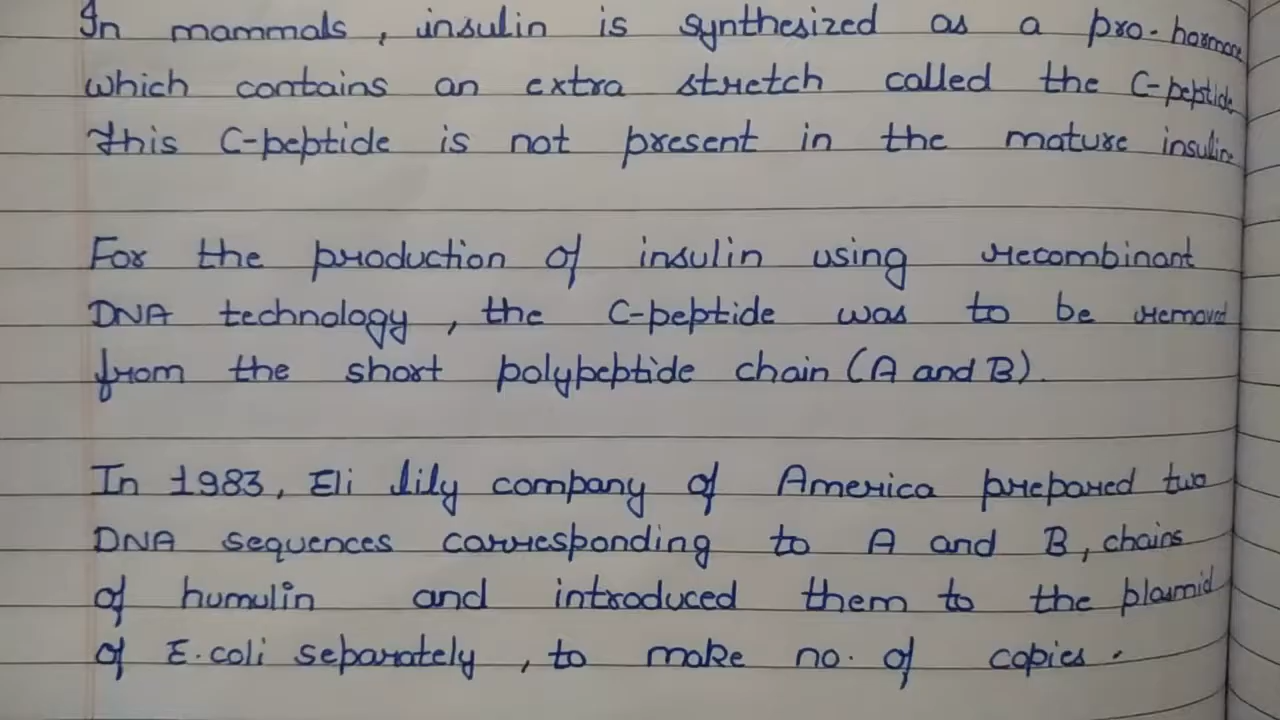 In mammals, insulin is synthesized as a pro-hormone
which contains an extra stretch called the C-peptide
This C-peptide is not present in the mature insulin.
For the production of insulin using recombinant
DNA technology, the C-peptide was to be removed
from the short polypeptide chain (A and B).
In 1983, Eli lily company of America prepared two
DNA sequences corresponding to A and B, chains
of humulin and introduced them to the plasmid
of E.coli separately, to make no. of copies.